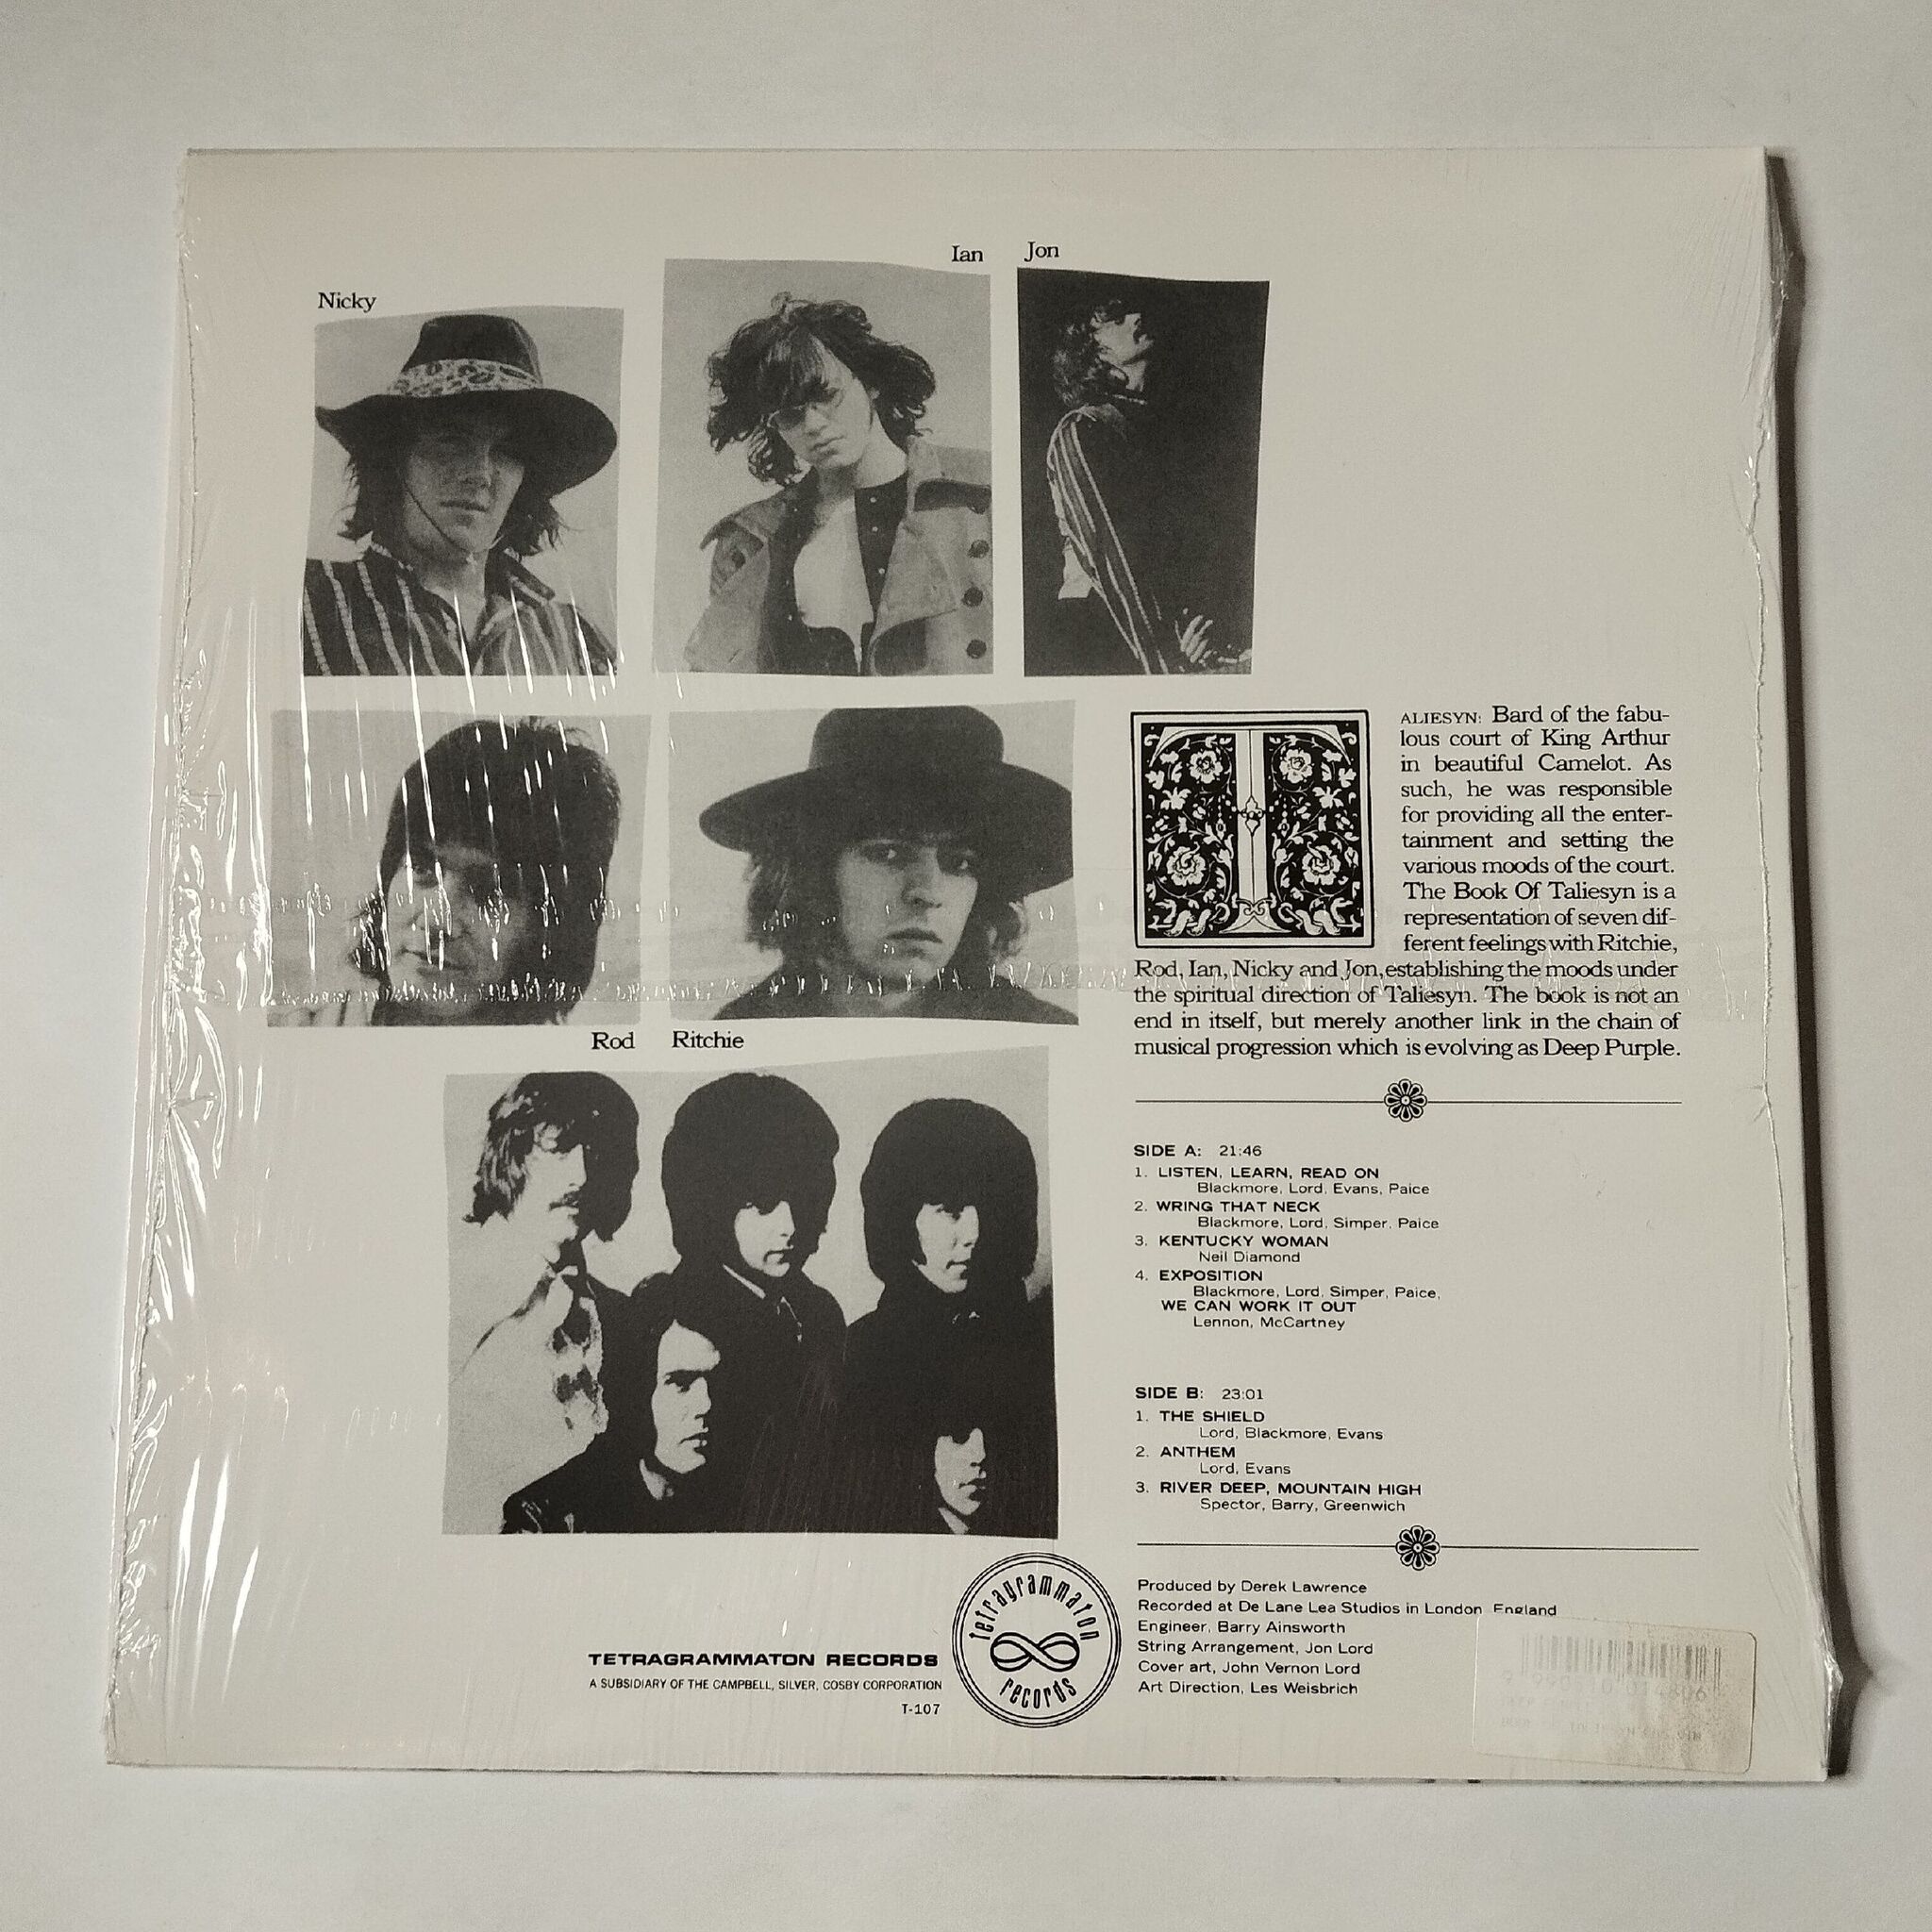 Nicky
Ian
Jon
Rod
Ritchie
T
ALIESYN: Bard of the fabu-
lous court of King Arthur
in beautiful Camelot. As
such, he was responsible
for providing all the enter-
tainment and setting the
various moods of the court.
The Book Of Taliesyn is a
representation of seven dif-
ferent feelings with Ritchie,
Rod, Ian, Nicky and Jon, establishing the moods under
the spiritual direction of Taliesyn. The book is not an
end in itself, but merely another link in the chain of
musical progression which is evolving as Deep Purple.
SIDE A: 21:46
1. LISTEN, LEARN, READ ON
Blackmore, Lord, Evans, Paice
2. WRING THAT NECK
Blackmore, Lord, Simper, Paice
3. KENTUCKY WOMAN
Neil Diamond
4. EXPOSITION
Blackmore, Lord, Simper, Paice,
WE CAN WORK IT OUT
Lennon, McCartney
SIDE B: 23:01
1. THE SHIELD
Lord, Blackmore, Evans
2. ANTHEM
Lord, Evans
3. RIVER DEEP, MOUNTAIN HIGH
Spector, Barry, Greenwich
Produced by Derek Lawrence
Recorded at De Lane Lea Studios in London England
Engineer, Barry Ainsworth
String Arrangement, Jon Lord
Cover art, John Vernon Lord
Art Direction, Les Weisbrich
TETRAGRAMMATON RECORDS
A SUBSIDIARY OF THE CAMPBELL, SILVER, COSBY CORPORATION
T-107
tetragrammaton
records